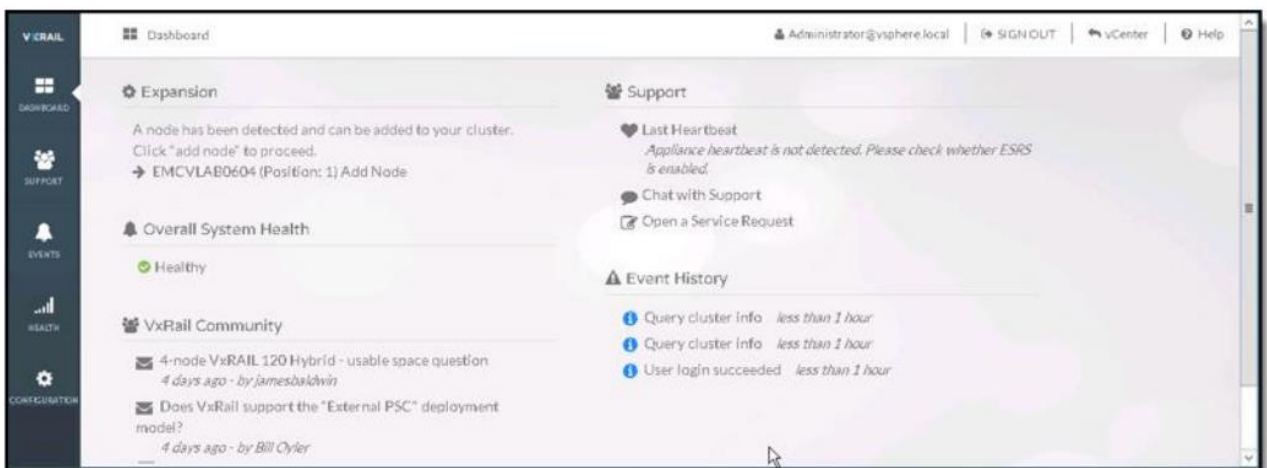 VXRAIL
Dashboard
Administrator@vsphere.local
SIGN OUT
vCenter
Help
DASHBOARD
SUPPORT
EVENTS
HEALTH
CONFIGURATION
Expansion
A node has been detected and can be added to your cluster.
Click "add node" to proceed.
EMCVLAB0604 (Position: 1) Add Node
Overall System Health
Healthy
VxRail Community
4-node VxRAIL 120 Hybrid - usable space question
4 days ago - by jamesbaldwin
Does VxRail support the "External PSC" deployment
model?
4 days ago - by Bill Oyler
Support
Last Heartbeat
Appliance heartbeat is not detected. Please check whether ESRS
is enabled.
Chat with Support
Open a Service Request
Event History
Query cluster info less than 1 hour
Query cluster info less than 1 hour
User login succeeded less than 1 hour